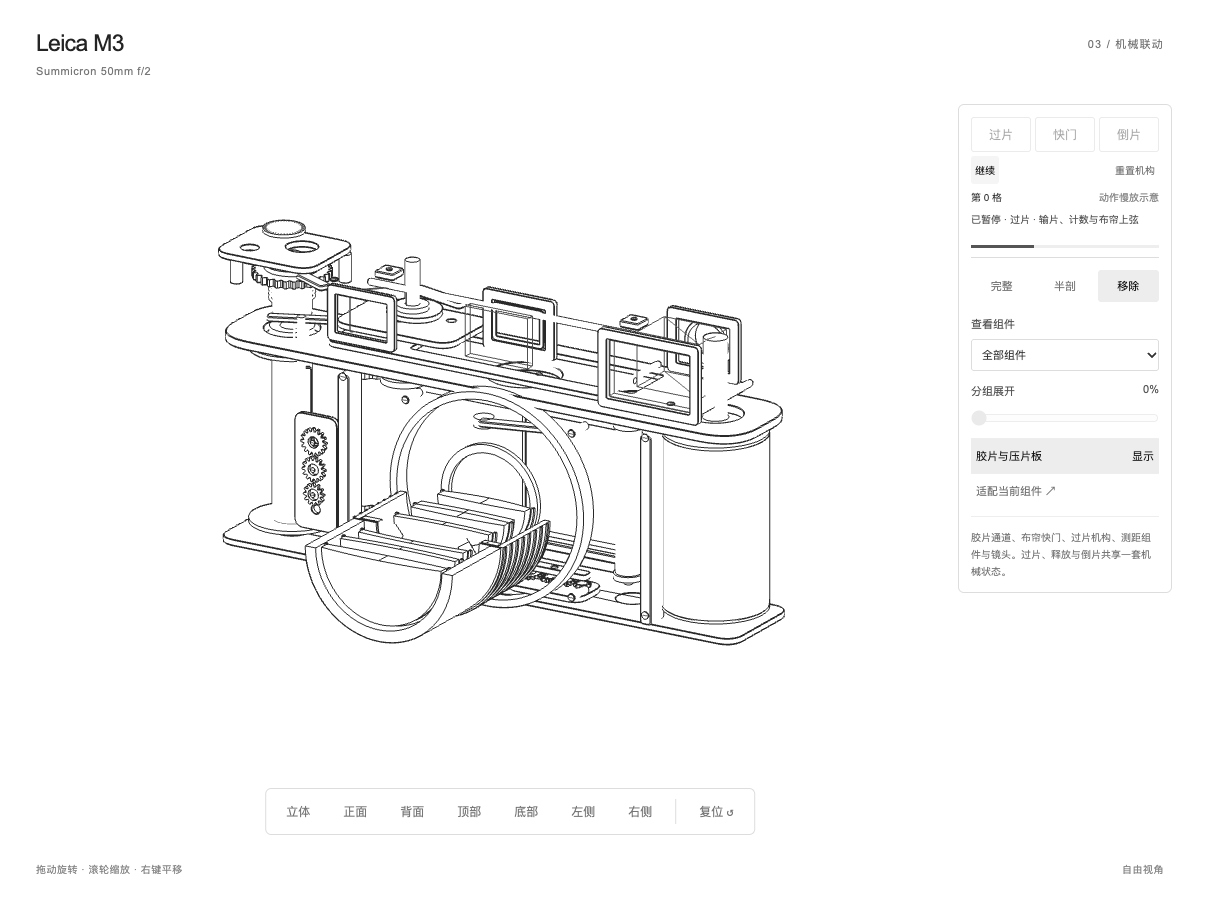 Leica M3
Summicron 50mm f/2
03 / 机械联动
过片 快门 倒片
继续 重置机构
第 0 格 动作慢放示意
已暂停 · 过片 · 输片、计数与布帘上弦
完整 半剖 移除
查看组件
全部组件
分组展开 0%
胶片与压片板 显示
适配当前组件 ↗
胶片通道、布帘快门、过片机构、测距组
件与镜头。过片、释放与倒片共享一套机
械状态。
立体 正面 背面 顶部 底部 左侧 右侧 复位 ↺
拖动旋转 · 滚轮缩放 · 右键平移
自由视角